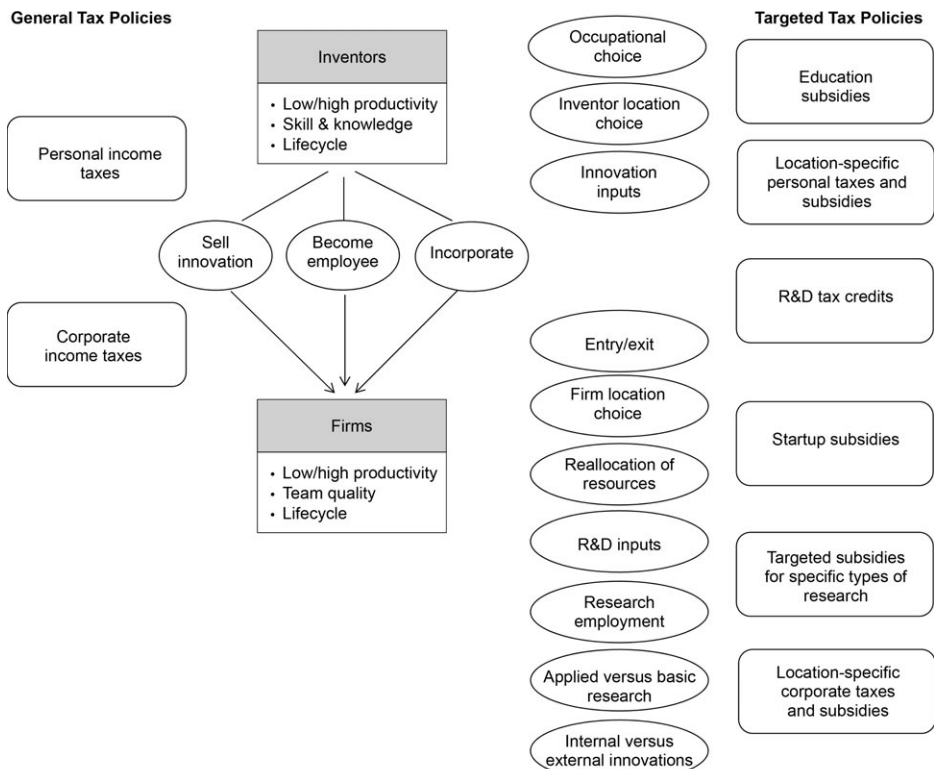 General Tax Policies
Personal income
taxes
Corporate
income taxes
Inventors
• Low/high productivity
• Skill & knowledge
• Lifecycle
Sell
innovation
Become
employee
Incorporate
Firms
• Low/high productivity
• Team quality
• Lifecycle
Occupational
choice
Inventor location
choice
Innovation
inputs
Entry/exit
Firm location
choice
Reallocation of
resources
R&D inputs
Research
employment
Applied versus basic
research
Internal versus
external innovations
Targeted Tax Policies
Education
subsidies
Location-specific
personal taxes and
subsidies
R&D tax credits
Startup subsidies
Targeted subsidies
for specific types of
research
Location-specific
corporate taxes
and subsidies